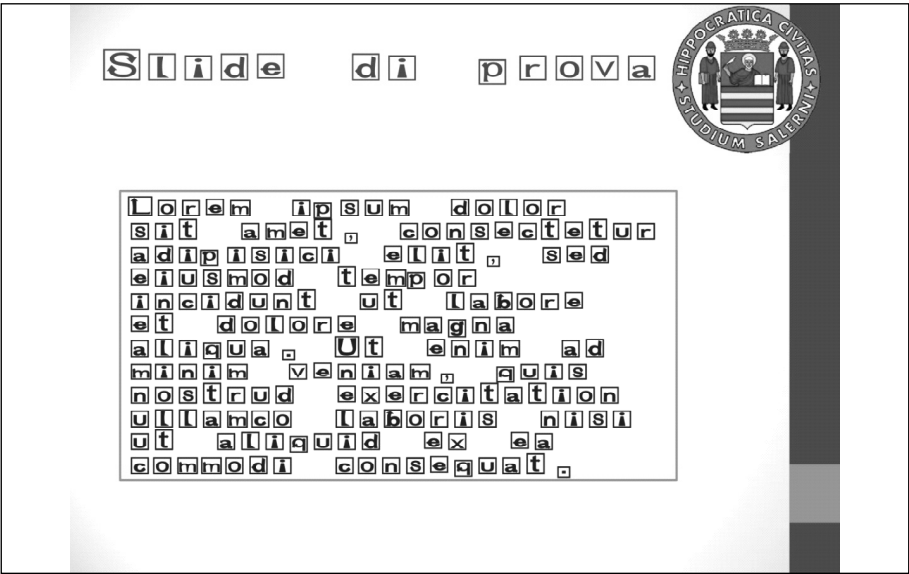 Slide di prova
HIPPOCRATICA CIVITAS
STUDIUM SALERNI
Lorem ipsum dolor
sit amet, consectetur
adipisici elit, sed
eiusmod tempor
incidunt ut labore
et dolore magna
aliqua. Ut enim ad
minim veniam, quis
nostrud exercitation
ullamco laboris nisi
ut aliquid ex ea
commodi consequat.